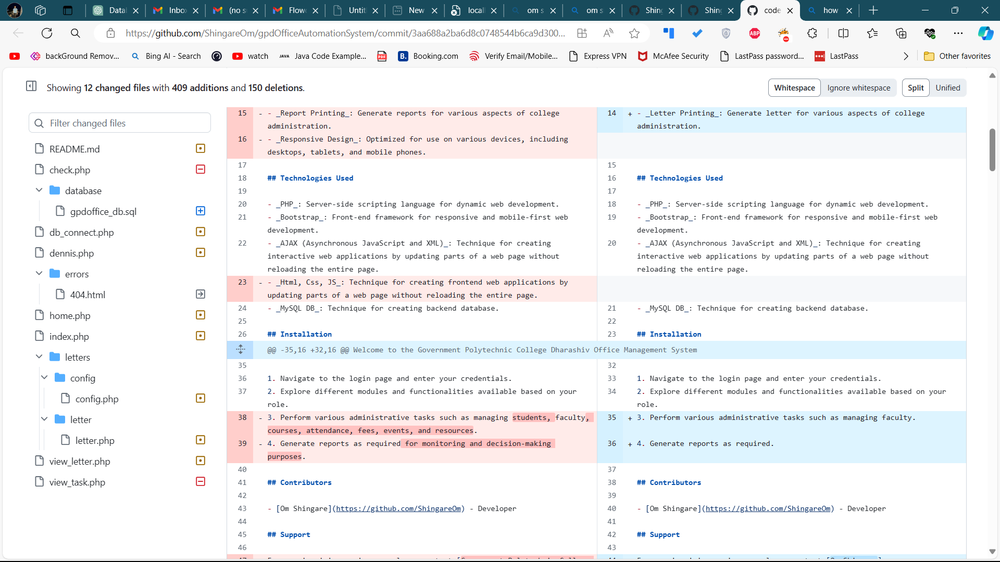 Datal
Inbo
(no s
Flow
Untit
New
locall
om s
om s
Shing
Shing
code
how
https://github.com/ShingareOm/gpdOfficeAutomationSystem/commit/3aa688a2ba6d8c0748544b6ca9d300...
backGround Remov...
Bing AI - Search
watch
Java Code Example...
Booking.com
Verify Email/Mobile...
Express VPN
McAfee Security
LastPass password...
LastPass
Other favorites
Showing 12 changed files with 409 additions and 150 deletions.
Whitespace
Ignore whitespace
Split
Unified
Filter changed files
README.md
check.php
database
gpdoffice_db.sql
db_connect.php
dennis.php
errors
404.html
home.php
index.php
letters
config
config.php
letter
letter.php
view_letter.php
view_task.php
15 - - _Report Printing_: Generate reports for various aspects of college
administration.
16 - - _Responsive Design_: Optimized for use on various devices, including
desktops, tablets, and mobile phones.
17
18 ## Technologies Used
19
20 - _PHP_: Server-side scripting language for dynamic web development.
21 - _Bootstrap_: Front-end framework for responsive and mobile-first web
development.
22 - _AJAX (Asynchronous JavaScript and XML)_: Technique for creating
interactive web applications by updating parts of a web page without
reloading the entire page.
23 - - _Html, Css, JS_: Technique for creating frontend web applications by
updating parts of a web page without reloading the entire page.
24 - _MySQL DB_: Technique for creating backend database.
25
26 ## Installation
@@ -35,16 +32,16 @@ Welcome to the Government Polytechnic College Dharashiv Office Management System
35
36 1. Navigate to the login page and enter your credentials.
37 2. Explore different modules and functionalities available based on your
role.
38 - 3. Perform various administrative tasks such as managing students, faculty,
courses, attendance, fees, events, and resources.
39 - 4. Generate reports as required for monitoring and decision-making
purposes.
40
41 ## Contributors
42
43 - [Om Shingare](https://github.com/ShingareOm) - Developer
44
45 ## Support
46
14 + - _Letter Printing_: Generate letter for various aspects of college
administration.
15
16 ## Technologies Used
17
18 - _PHP_: Server-side scripting language for dynamic web development.
19 - _Bootstrap_: Front-end framework for responsive and mobile-first web
development.
20 - _AJAX (Asynchronous JavaScript and XML)_: Technique for creating
interactive web applications by updating parts of a web page without
reloading the entire page.
21 - _MySQL DB_: Technique for creating backend database.
22
23 ## Installation
32
33 1. Navigate to the login page and enter your credentials.
34 2. Explore different modules and functionalities available based on your
role.
35 + 3. Perform various administrative tasks such as managing faculty.
36 + 4. Generate reports as required.
37
38 ## Contributors
39
40 - [Om Shingare](https://github.com/ShingareOm) - Developer
41
42 ## Support
43